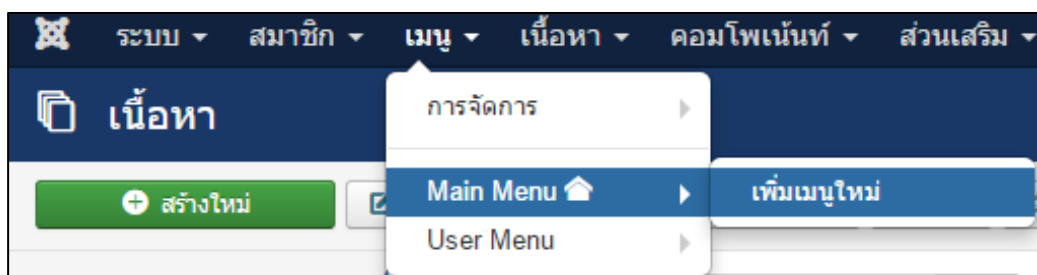 ระบบ สมาชิก เมนู เนื้อหา คอมโพเน้นท์ ส่วนเสริม
เนื้อหา
การจัดการ
สร้างใหม่
Main Menu เพิ่มเมนูใหม่
User Menu